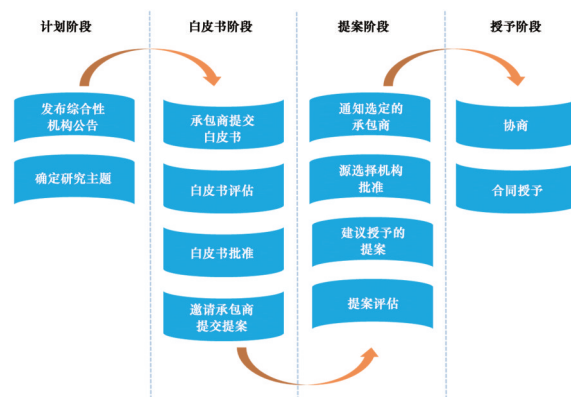 计划阶段
发布综合性
机构公告
确定研究主题
白皮书阶段
承包商提交
白皮书
白皮书评估
白皮书批准
邀请承包商
提交提案
提案阶段
通知选定的
承包商
源选择机构
批准
建议授予的
提案
提案评估
授予阶段
协商
合同授予